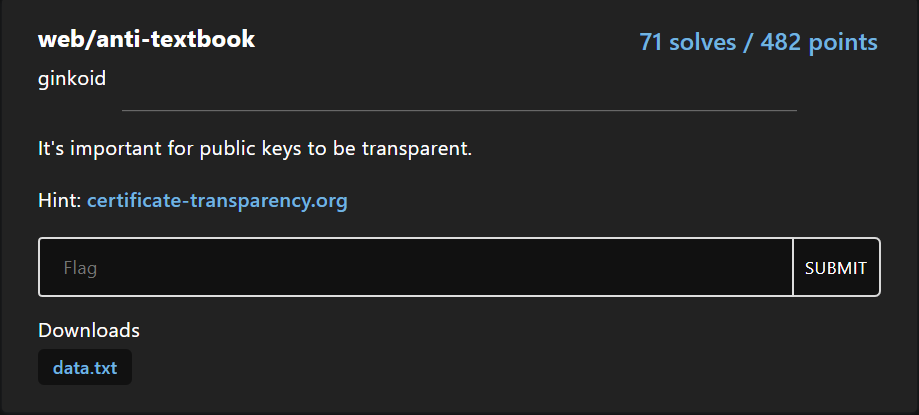 web/anti-textbook
71 solves / 482 points
ginkoid
It's important for public keys to be transparent.
Hint: certificate-transparency.org
Flag
SUBMIT
Downloads
data.txt